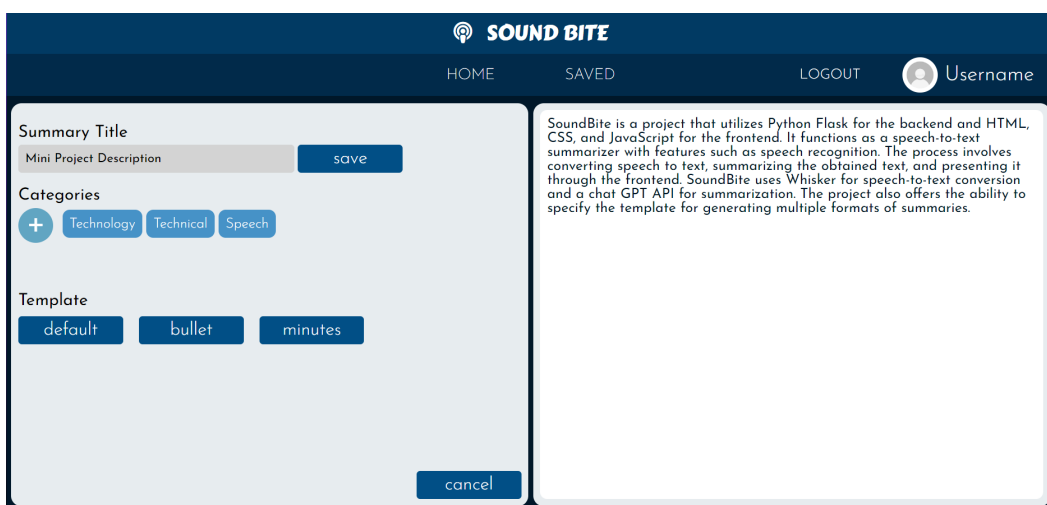 SOUND BITE
HOME SAVED LOGOUT Username
Summary Title
Mini Project Description save
Categories
+ Technology Technical Speech
Template
default bullet minutes
cancel
SoundBite is a project that utilizes Python Flask for the backend and HTML,
CSS, and JavaScript for the frontend. It functions as a speech-to-text
summarizer with features such as speech recognition. The process involves
converting speech to text, summarizing the obtained text, and presenting it
through the frontend. SoundBite uses Whisker for speech-to-text conversion
and a chat GPT API for summarization. The project also offers the ability to
specify the template for generating multiple formats of summaries.